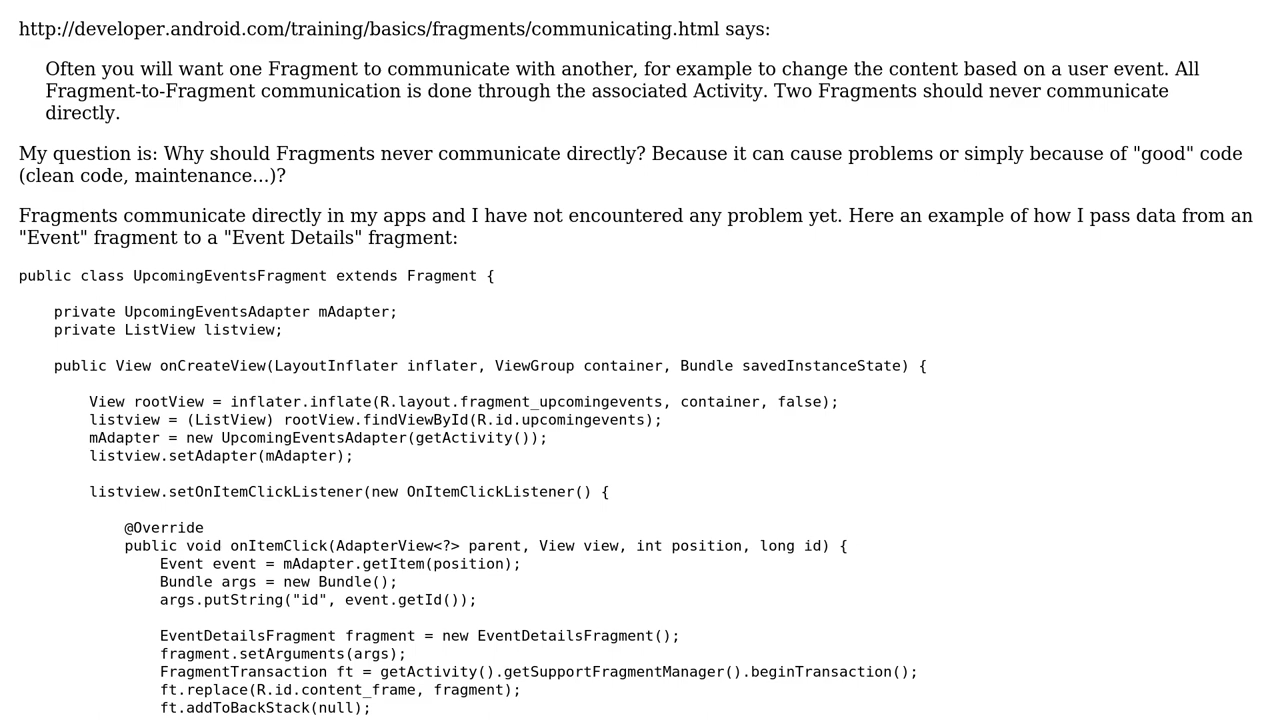 http://developer.android.com/training/basics/fragments/communicating.html says:
Often you will want one Fragment to communicate with another, for example to change the content based on a user event. All
Fragment-to-Fragment communication is done through the associated Activity. Two Fragments should never communicate
directly.
My question is: Why should Fragments never communicate directly? Because it can cause problems or simply because of "good" code
(clean code, maintenance...)?
Fragments communicate directly in my apps and I have not encountered any problem yet. Here an example of how I pass data from an
"Event" fragment to a "Event Details" fragment:
public class UpcomingEventsFragment extends Fragment {
    private UpcomingEventsAdapter mAdapter;
    private ListView listview;
    public View onCreateView(LayoutInflater inflater, ViewGroup container, Bundle savedInstanceState) {
        View rootView = inflater.inflate(R.layout.fragment_upcomingevents, container, false);
        listview = (ListView) rootView.findViewById(R.id.upcomingevents);
        mAdapter = new UpcomingEventsAdapter(getActivity());
        listview.setAdapter(mAdapter);
        listview.setOnItemClickListener(new OnItemClickListener() {
            @Override
            public void onItemClick(AdapterView<?> parent, View view, int position, long id) {
                Event event = mAdapter.getItem(position);
                Bundle args = new Bundle();
                args.putString("id", event.getId());
                EventDetailsFragment fragment = new EventDetailsFragment();
                fragment.setArguments(args);
                FragmentTransaction ft = getActivity().getSupportFragmentManager().beginTransaction();
                ft.replace(R.id.content_frame, fragment);
                ft.addToBackStack(null);